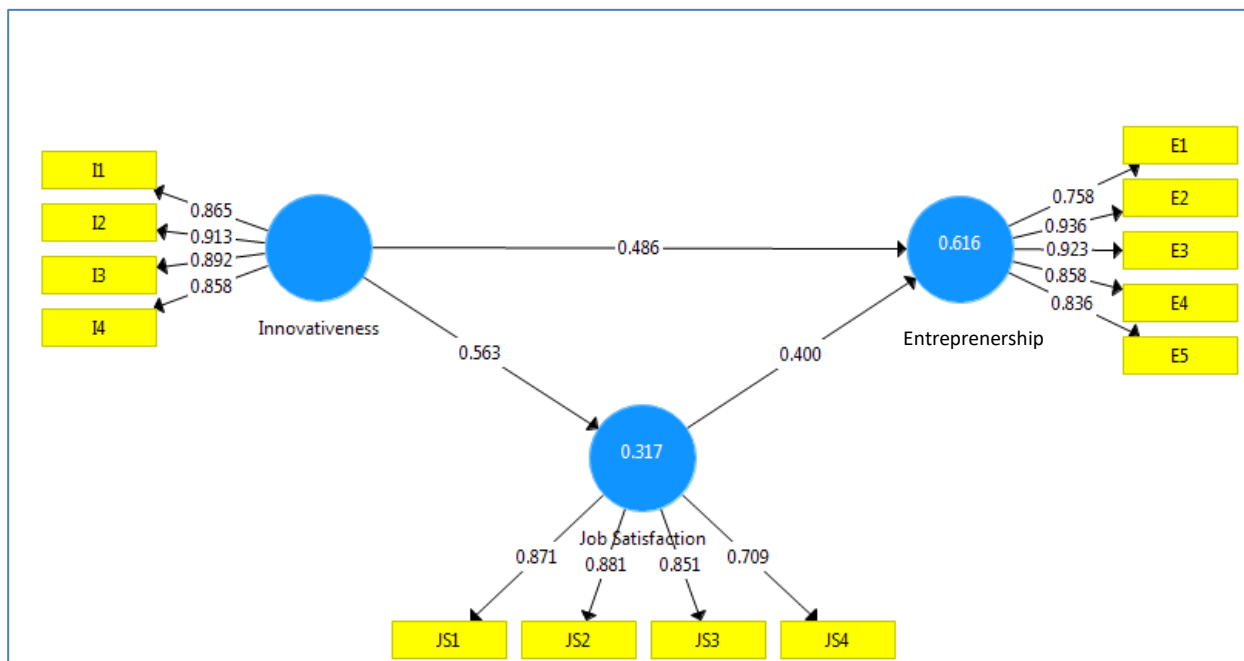 I1
I2
I3
I4
0.865
0.913
0.892
0.858
Innovativeness
0.486
0.563
0.616
Entreprenership
0.400
E1
E2
E3
E4
E5
0.758
0.936
0.923
0.858
0.836
0.317
Job Satisfaction
0.871
0.881
0.851
0.709
JS1
JS2
JS3
JS4